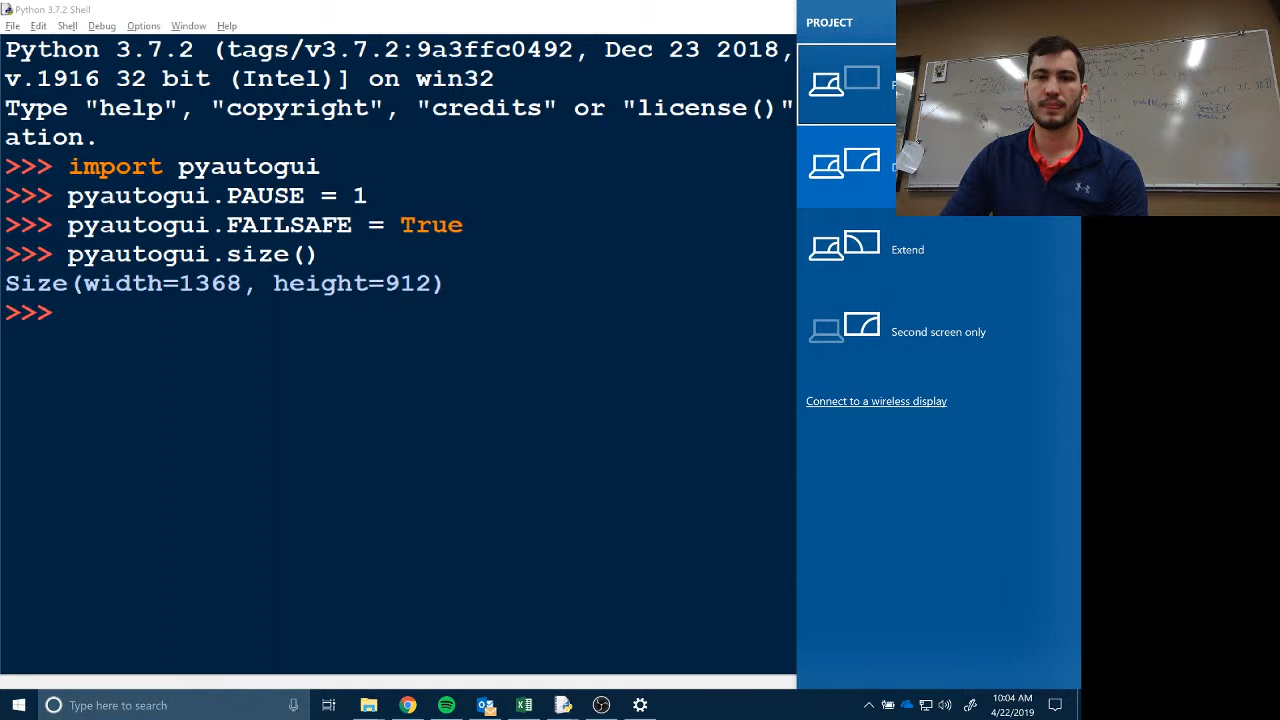 Python 3.7.2 Shell
File Edit Shell Debug Options Window Help
Python 3.7.2 (tags/v3.7.2:9a3ffc0492, Dec 23 2018,
v.1916 32 bit (Intel)] on win32
Type "help", "copyright", "credits" or "license()"
ation.
>>> import pyautogui
>>> pyautogui.PAUSE = 1
>>> pyautogui.FAILSAFE = True
>>> pyautogui.size()
Size(width=1368, height=912)
>>>
PROJECT
Extend
Second screen only
Connect to a wireless display
Type here to search
10:04 AM
4/22/2019